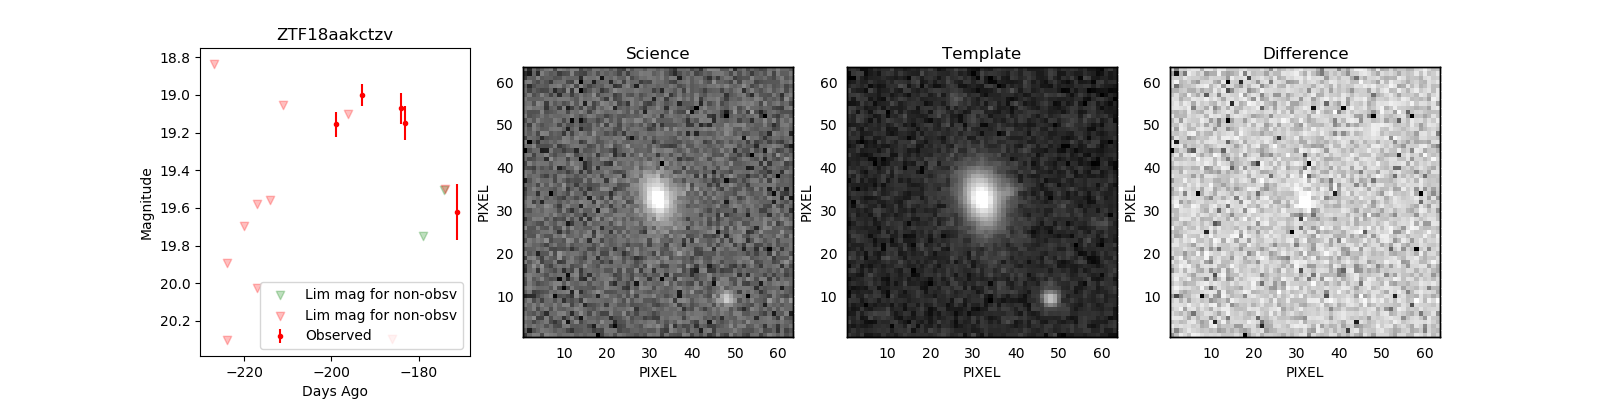 ZTF18aakctzv
Magnitude
18.8
19.0
19.2
19.4
19.6
19.8
20.0
20.2
−220
−200
−180
Days Ago
Lim mag for non-obsv
Lim mag for non-obsv
Observed
Science
PIXEL
60
50
40
30
20
10
10 20 30 40 50 60
PIXEL
Template
PIXEL
60
50
40
30
20
10
10 20 30 40 50 60
PIXEL
Difference
PIXEL
60
50
40
30
20
10
10 20 30 40 50 60
PIXEL